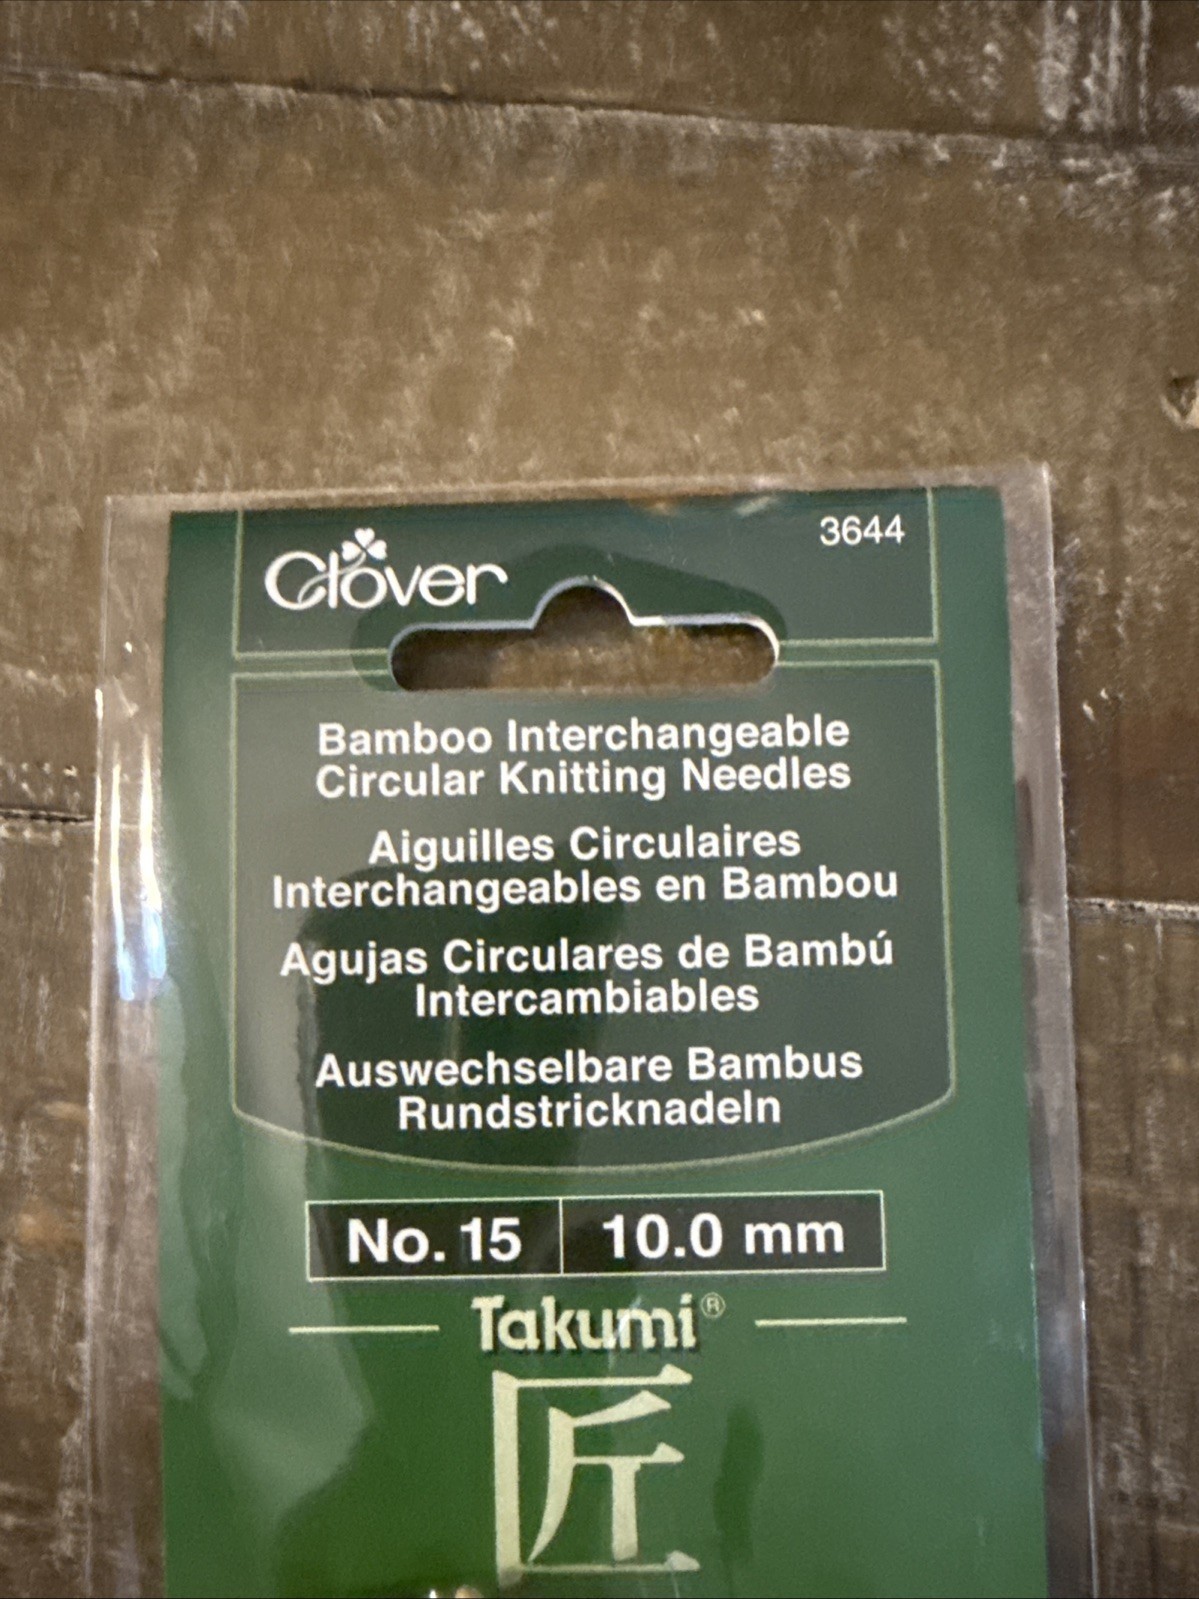 Clover
3644
Bamboo Interchangeable
Circular Knitting Needles
Aiguilles Circulaires
Interchangeables en Bambou
Agujas Circulares de Bambú
Intercambiables
Auswechselbare Bambus
Rundstricknadeln
No. 15 10.0 mm
Takumi®
匠